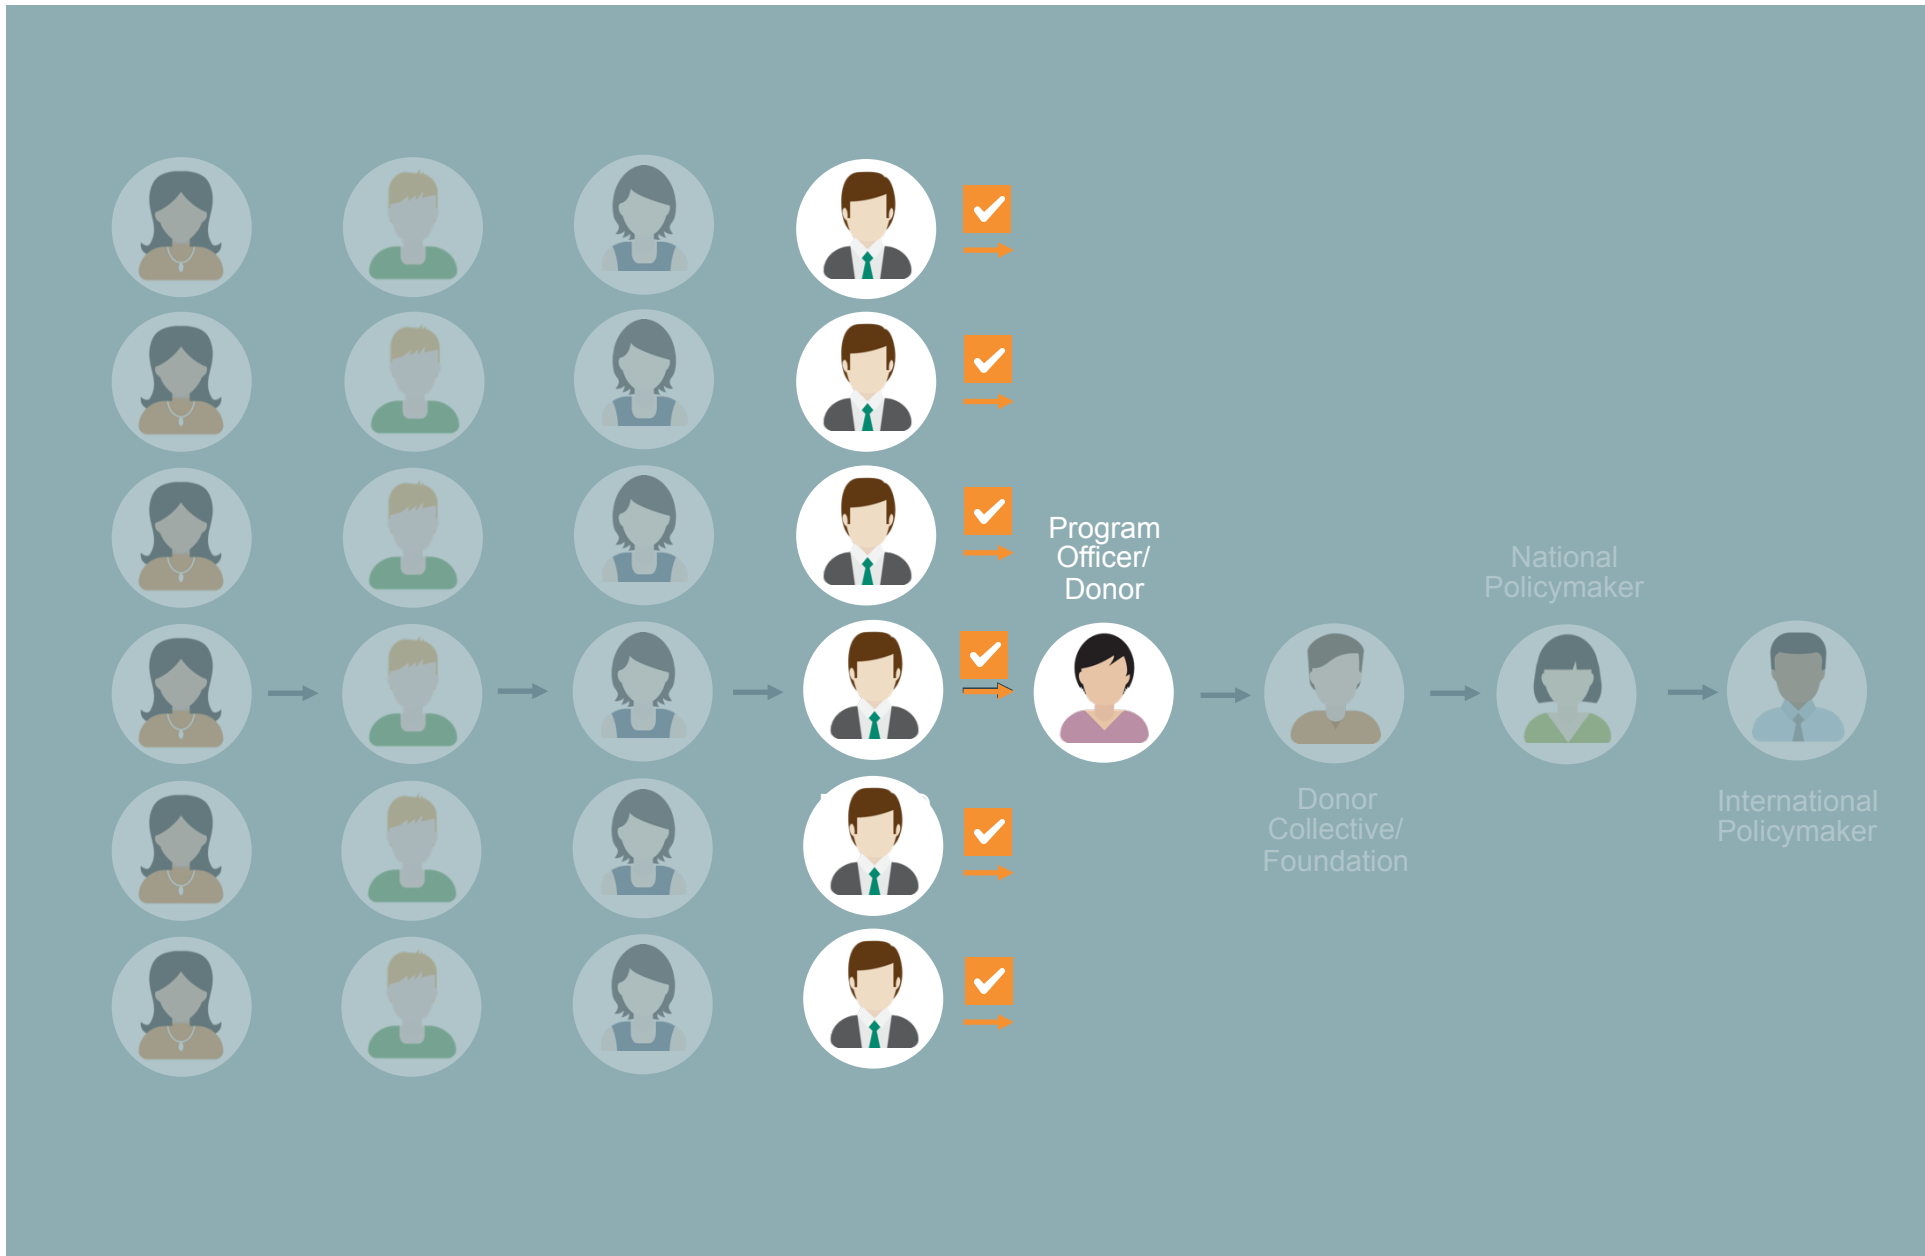 Program
Officer/
Donor
National
Policymaker
Donor
Collective/
Foundation
International
Policymaker